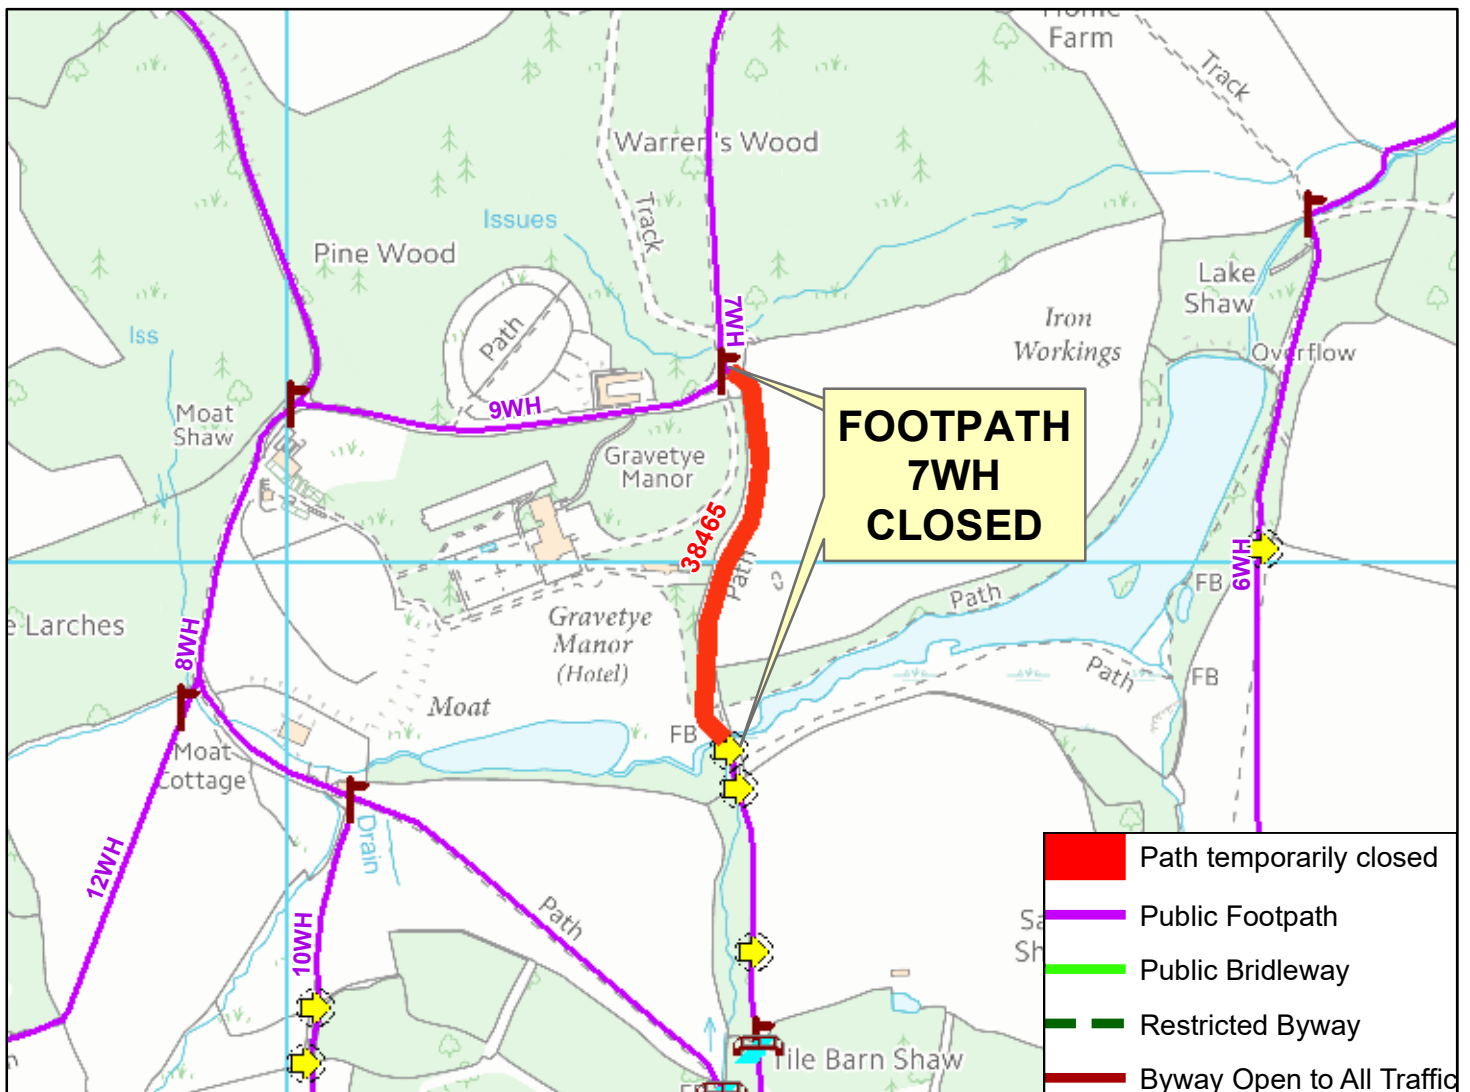 Home
Farm
Track
Warren's Wood
Issues
Track
Pine Wood
Lake
Shaw
Iron
Workings
Iss
Path
7WH
Overflow
Moat
Shaw
9WH
FOOTPATH
7WH
CLOSED
Gravetye
Manor
38465
Path
6WH
FB
Path
e Larches
Gravetye
Manor
(Hotel)
8WH
Path
FB
Moat
FB
Moat
Cottage
Drain
12WH
Path
10WH
Sa
Sh
Tile Barn Shaw
Path temporarily closed
Public Footpath
Public Bridleway
Restricted Byway
Byway Open to All Traffic